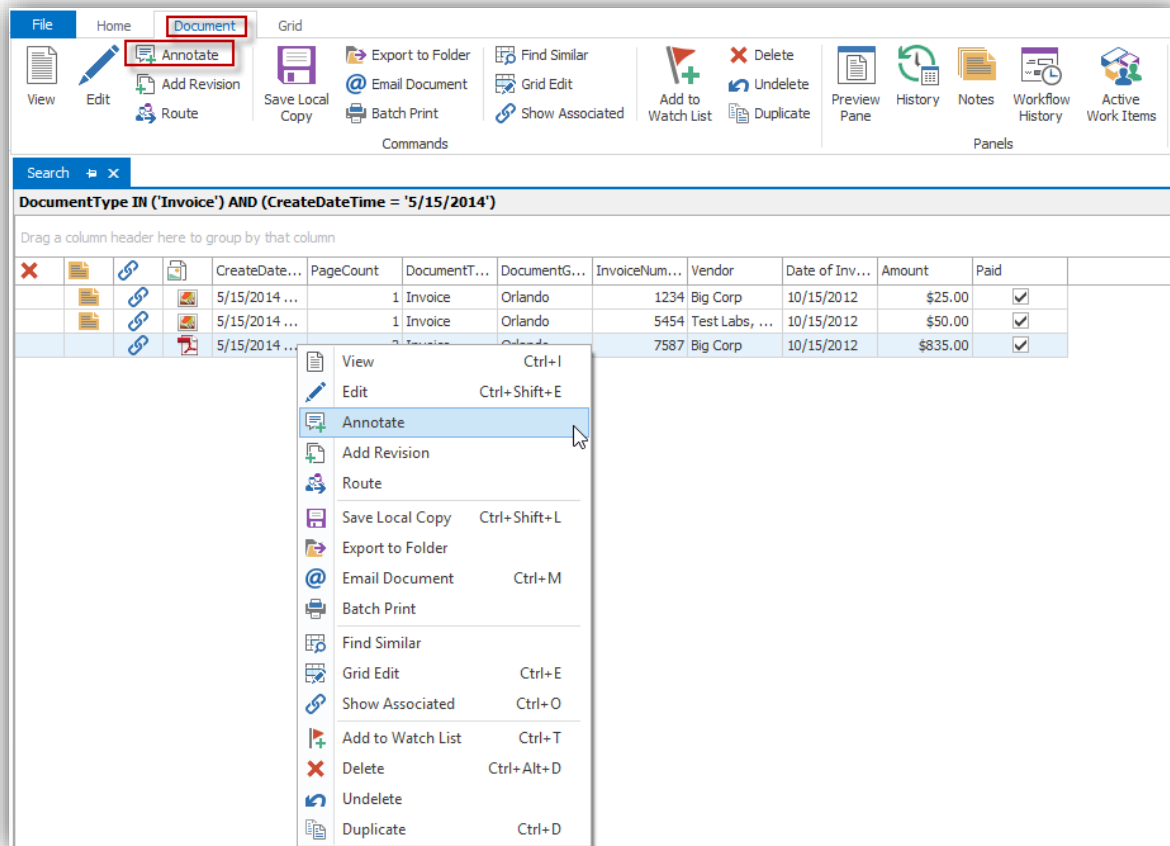 File Home Document Grid
View
Edit
Annotate
Add Revision
Route
Save Local
Copy
Export to Folder
Email Document
Batch Print
Find Similar
Grid Edit
Show Associated
Add to
Watch List
Delete
Undelete
Duplicate
Commands
Preview
Pane
History
Notes
Workflow
History
Active
Work Items
Panels
Search
DocumentType IN ('Invoice') AND (CreateDateTime = '5/15/2014')
Drag a column header here to group by that column
CreateDate... PageCount DocumentT... DocumentG... InvoiceNum... Vendor Date of Inv... Amount Paid
5/15/2014 ... 1 Invoice Orlando 1234 Big Corp 10/15/2012 $25.00
5/15/2014 ... 1 Invoice Orlando 5454 Test Labs, ... 10/15/2012 $50.00
5/15/2014 ... Invoice Orlando 7587 Big Corp 10/15/2012 $835.00
View Ctrl+I
Edit Ctrl+Shift+E
Annotate
Add Revision
Route
Save Local Copy Ctrl+Shift+L
Export to Folder
Email Document Ctrl+M
Batch Print
Find Similar
Grid Edit Ctrl+E
Show Associated Ctrl+O
Add to Watch List Ctrl+T
Delete Ctrl+Alt+D
Undelete
Duplicate Ctrl+D